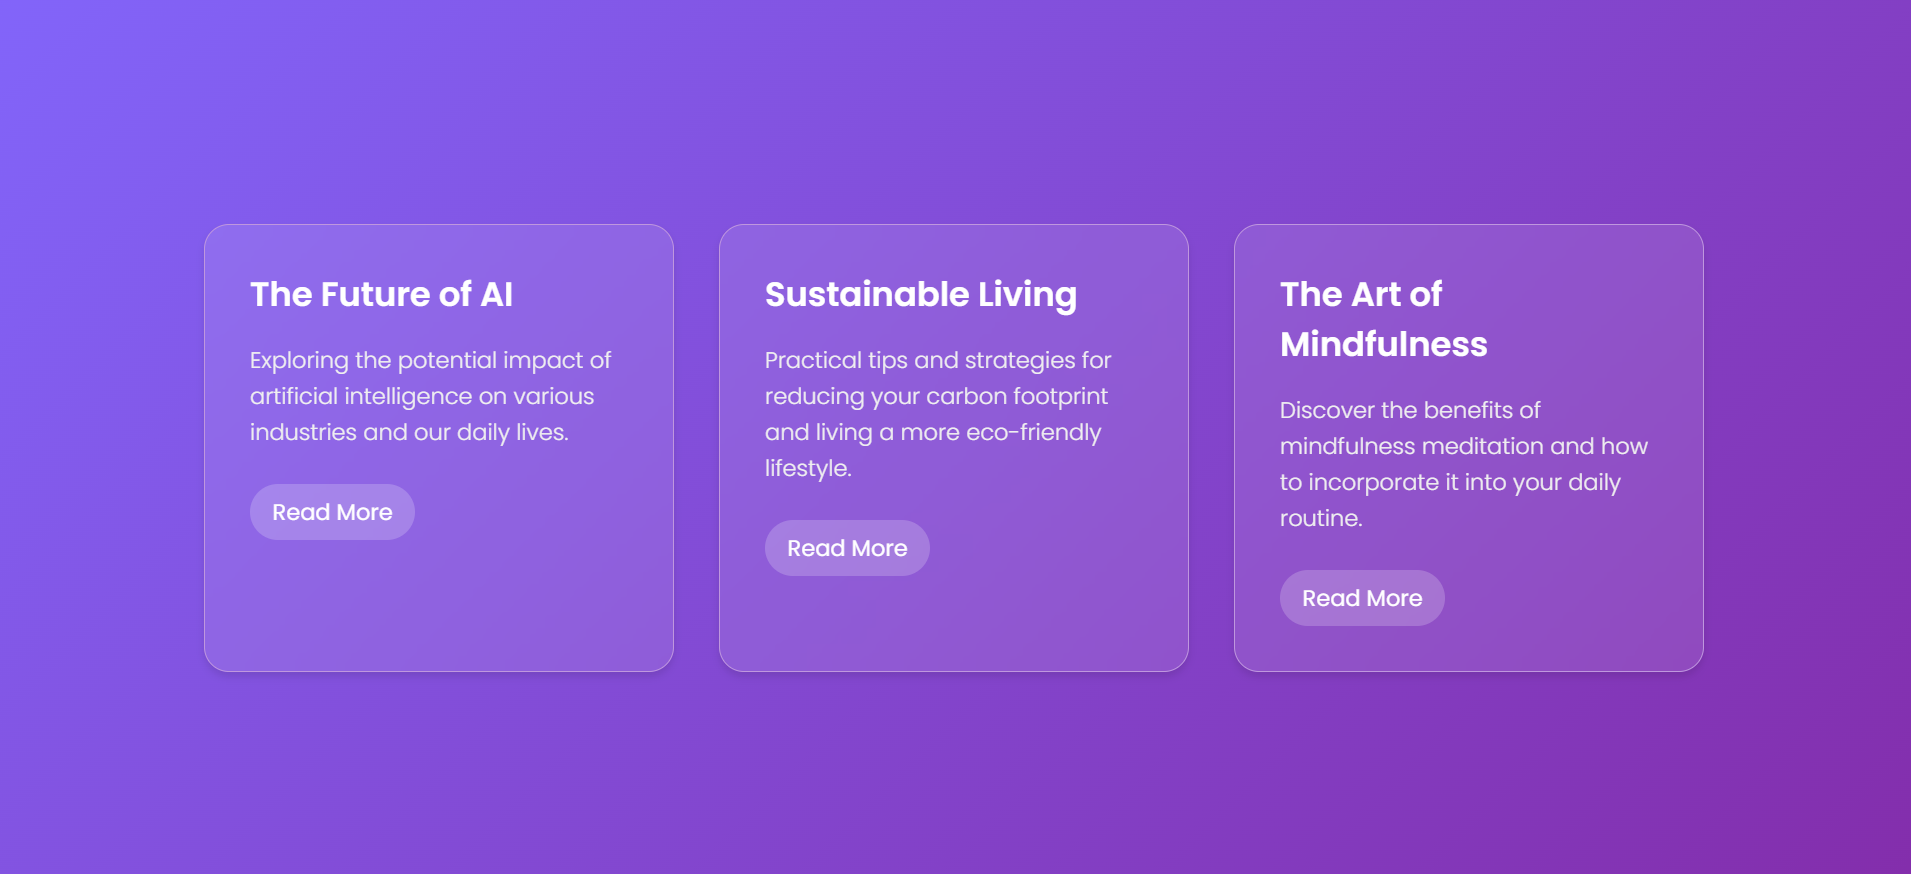 The Future of AI
Exploring the potential impact of
artificial intelligence on various
industries and our daily lives.
Read More
Sustainable Living
Practical tips and strategies for
reducing your carbon footprint
and living a more eco-friendly
lifestyle.
Read More
The Art of
Mindfulness
Discover the benefits of
mindfulness meditation and how
to incorporate it into your daily
routine.
Read More